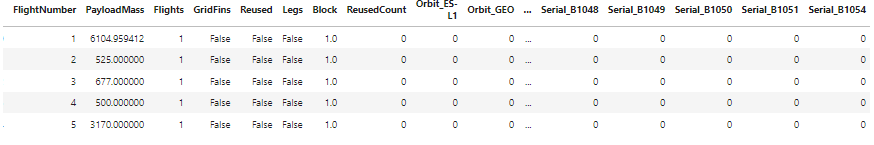 FlightNumber PayloadMass Flights GridFins Reused Legs Block ReusedCount Orbit_ES-L1 Orbit_GEO ... Serial_B1048 Serial_B1049 Serial_B1050 Serial_B1051 Serial_B1054
1 6104.959412 1 False False False 1.0 0 0 0 ... 0 0 0 0 0
2 525.000000 1 False False False 1.0 0 0 0 ... 0 0 0 0 0
3 677.000000 1 False False False 1.0 0 0 0 ... 0 0 0 0 0
4 500.000000 1 False False False 1.0 0 0 0 ... 0 0 0 0 0
5 3170.000000 1 False False False 1.0 0 0 0 ... 0 0 0 0 0